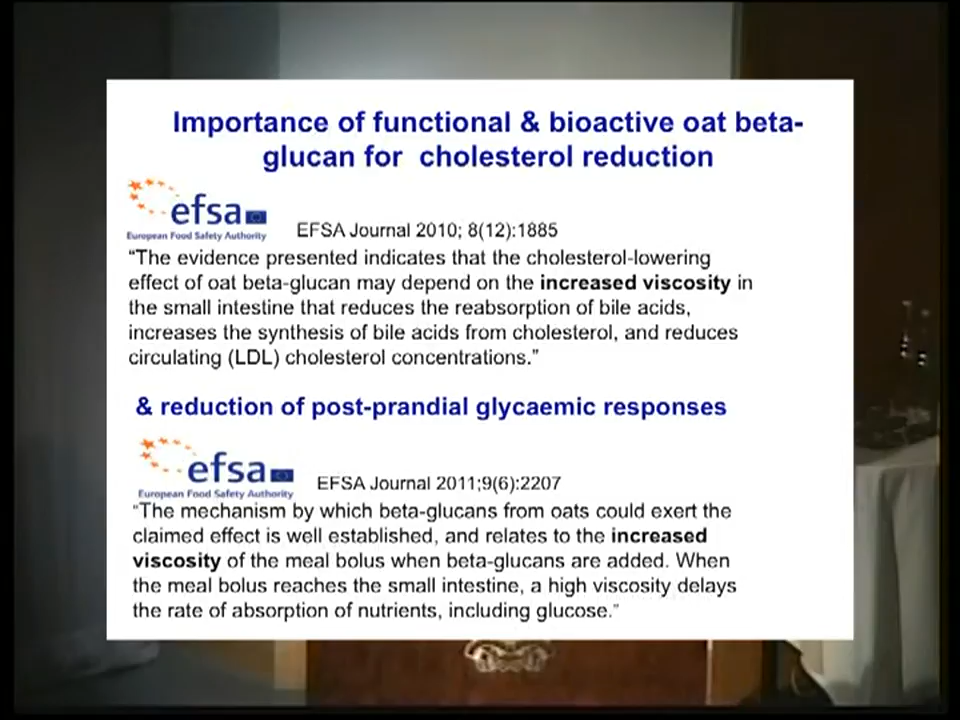 Importance of functional & bioactive oat beta-
glucan for cholesterol reduction
efsa
European Food Safety Authority
EFSA Journal 2010; 8(12):1885
“The evidence presented indicates that the cholesterol-lowering
effect of oat beta-glucan may depend on the increased viscosity in
the small intestine that reduces the reabsorption of bile acids,
increases the synthesis of bile acids from cholesterol, and reduces
circulating (LDL) cholesterol concentrations.”
& reduction of post-prandial glycaemic responses
efsa
European Food Safety Authority
EFSA Journal 2011;9(6):2207
“The mechanism by which beta-glucans from oats could exert the
claimed effect is well established, and relates to the increased
viscosity of the meal bolus when beta-glucans are added. When
the meal bolus reaches the small intestine, a high viscosity delays
the rate of absorption of nutrients, including glucose.”